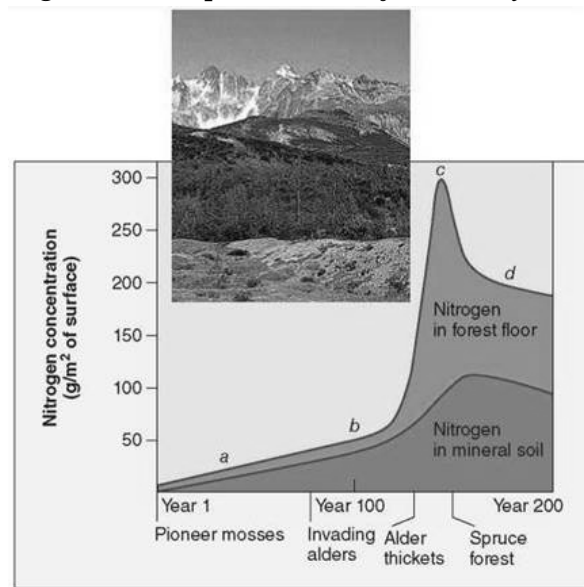 c
300
250
200
150
100
50
Nitrogen concentration
(g/m² of surface)
a
b
d
Nitrogen
in forest floor
Nitrogen
in mineral soil
Year 1
Year 100
Year 200
Pioneer mosses
Invading
alders
Alder
thickets
Spruce
forest